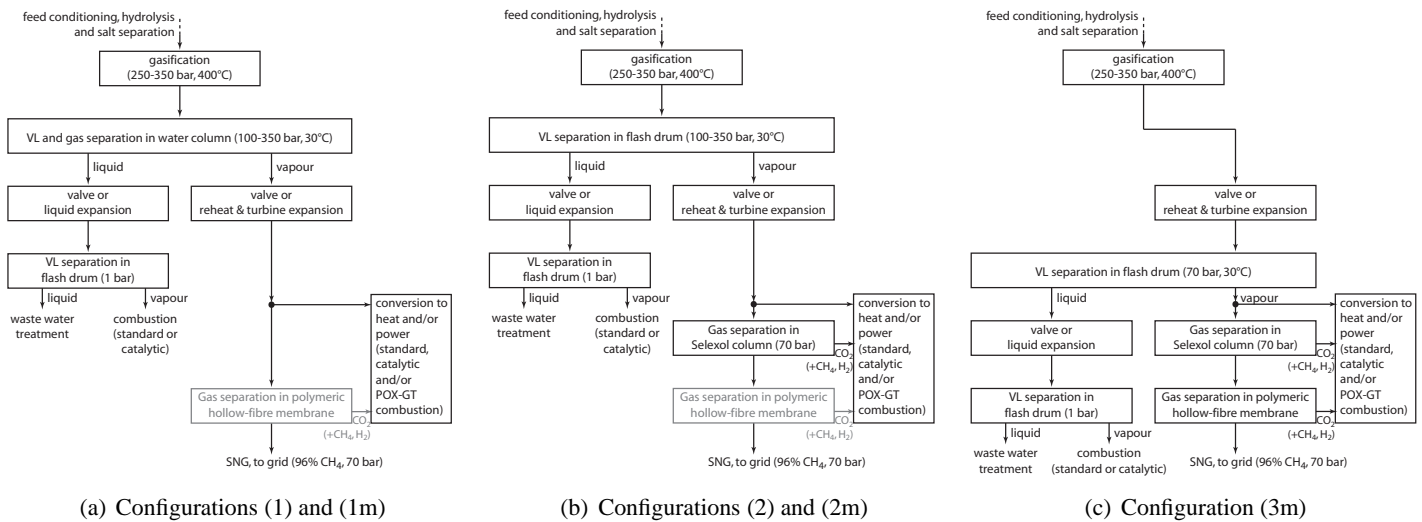 feed conditioning, hydrolysis
and salt separation
gasification
(250-350 bar, 400°C)
VL and gas separation in water column (100-350 bar, 30°C)
liquid
vapour
valve or
liquid expansion
valve or
reheat & turbine expansion
VL separation in
flash drum (1 bar)
liquid
vapour
waste water
treatment
combustion
(standard or
catalytic)
conversion to
heat and/or
power
(standard,
catalytic
and/or
POX-GT
combustion)
Gas separation in polymeric
hollow-fibre membrane
CO2
(+CH4, H2)
SNG, to grid (96% CH4, 70 bar)
(a) Configurations (1) and (1m)
feed conditioning, hydrolysis
and salt separation
gasification
(250-350 bar, 400°C)
VL separation in flash drum (100-350 bar, 30°C)
liquid
vapour
valve or
liquid expansion
valve or
reheat & turbine expansion
VL separation in
flash drum (1 bar)
liquid
vapour
waste water
treatment
combustion
(standard or
catalytic)
conversion to
heat and/or
power
(standard,
catalytic
and/or
POX-GT
combustion)
Gas separation in
Selexol column (70 bar)
CO2
(+CH4, H2)
Gas separation in polymeric
hollow-fibre membrane
CO2
(+CH4, H2)
SNG, to grid (96% CH4, 70 bar)
(b) Configurations (2) and (2m)
feed conditioning, hydrolysis
and salt separation
gasification
(250-350 bar, 400°C)
valve or
reheat & turbine expansion
VL separation in flash drum (70 bar, 30°C)
liquid
vapour
valve or
liquid expansion
Gas separation in
Selexol column (70 bar)
CO2
(+CH4, H2)
conversion to
heat and/or
power
(standard,
catalytic
and/or
POX-GT
combustion)
VL separation in
flash drum (1 bar)
Gas separation in polymeric
hollow-fibre membrane
CO2
(+CH4, H2)
liquid
vapour
waste water
treatment
combustion
(standard or catalytic)
SNG, to grid (96% CH4, 70 bar)
(c) Configuration (3m)